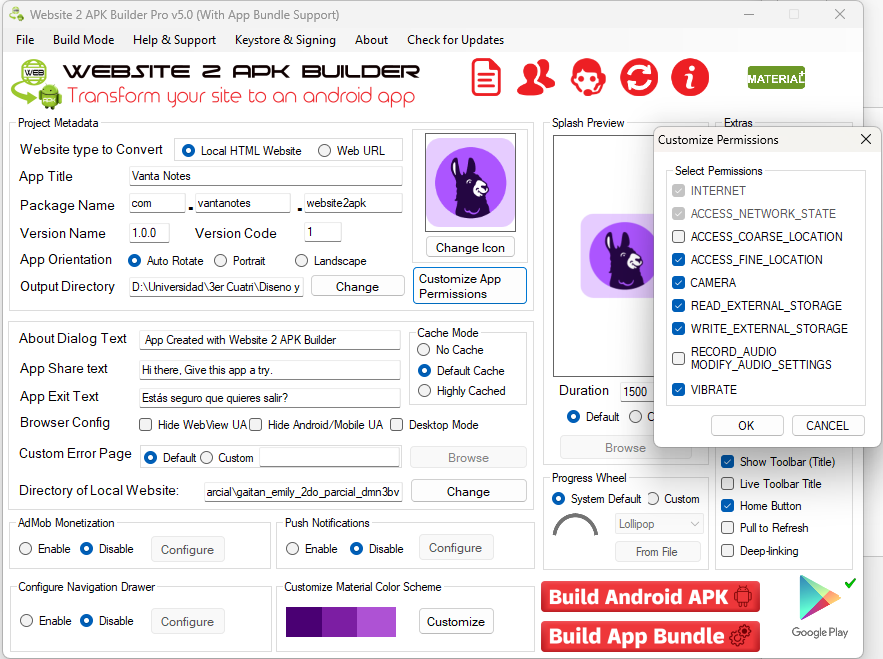 Website 2 APK Builder Pro v5.0 (With App Bundle Support)
File Build Mode Help & Support Keystore & Signing About Check for Updates
WEB
APK
WEBSITE 2 APK BUILDER
Transform your site to an android app
MATERIAL
Project Metadata
Website type to Convert Local HTML Website Web URL
App Title Vanta Notes
Package Name com . vantanotes . website2apk
Version Name 1.0.0 Version Code 1
App Orientation Auto Rotate Portrait Landscape
Output Directory D:\Universidad\3er Cuatri\Diseno y Change
Change Icon
Customize App
Permissions
About Dialog Text App Created with Website 2 APK Builder
App Share text Hi there, Give this app a try.
App Exit Text Estás seguro que quieres salir?
Browser Config Hide WebView UA Hide Android/Mobile UA Desktop Mode
Custom Error Page Default Custom Browse
Directory of Local Website: arcial\gaitan_emily_2do_parcial_dmn3bv Change
Cache Mode
No Cache
Default Cache
Highly Cached
AdMob Monetization
Enable Disable Configure
Push Notifications
Enable Disable Configure
Configure Navigation Drawer
Enable Disable Configure
Customize Material Color Scheme
Customize
Splash Preview
Duration 1500
Default C
Browse
Progress Wheel
System Default Custom
Lollipop
From File
Extras
Customize Permissions
Select Permissions
INTERNET
ACCESS_NETWORK_STATE
ACCESS_COARSE_LOCATION
ACCESS_FINE_LOCATION
CAMERA
READ_EXTERNAL_STORAGE
WRITE_EXTERNAL_STORAGE
RECORD_AUDIO
MODIFY_AUDIO_SETTINGS
VIBRATE
OK CANCEL
Show Toolbar (Title)
Live Toolbar Title
Home Button
Pull to Refresh
Deep-linking
Build Android APK
Build App Bundle
Google Play